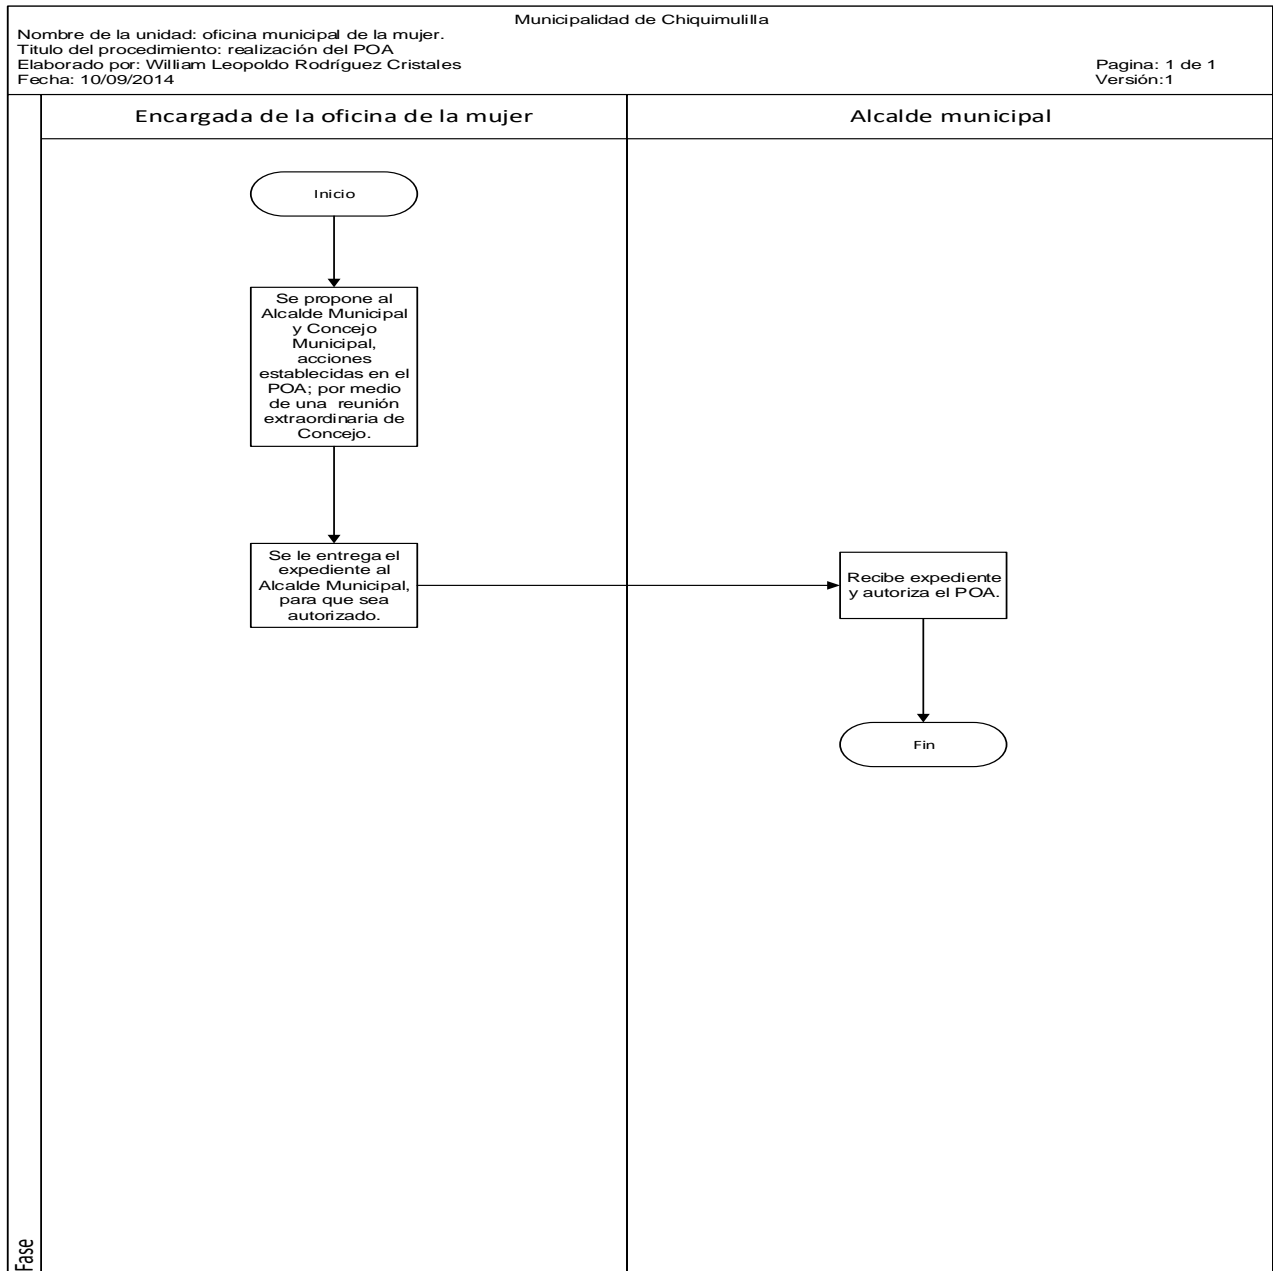 Municipalidad de Chiquimulilla
Nombre de la unidad: oficina municipal de la mujer.
Titulo del procedimiento: realización del POA
Elaborado por: William Leopoldo Rodríguez Cristales
Fecha: 10/09/2014
Pagina: 1 de 1
Versión:1
Encargada de la oficina de la mujer
Alcalde municipal
Inicio
Se propone al
Alcalde Municipal
y Concejo
Municipal,
acciones
establecidas en el
POA; por medio
de una reunión
extraordinaria de
Concejo.
Se le entrega el
expediente al
Alcalde Municipal,
para que sea
autorizado.
Recibe expediente
y autoriza el POA.
Fin
Fase